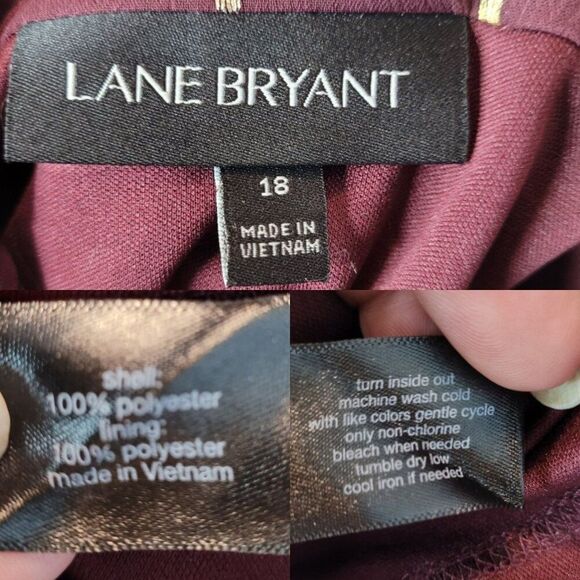 LANE BRYANT
18
MADE IN
VIETNAM
shell:
100% polyester
lining:
100% polyester
made in Vietnam
turn inside out
machine wash cold
with like colors gentle cycle
only non-chlorine
bleach when needed
tumble dry low
cool iron if needed